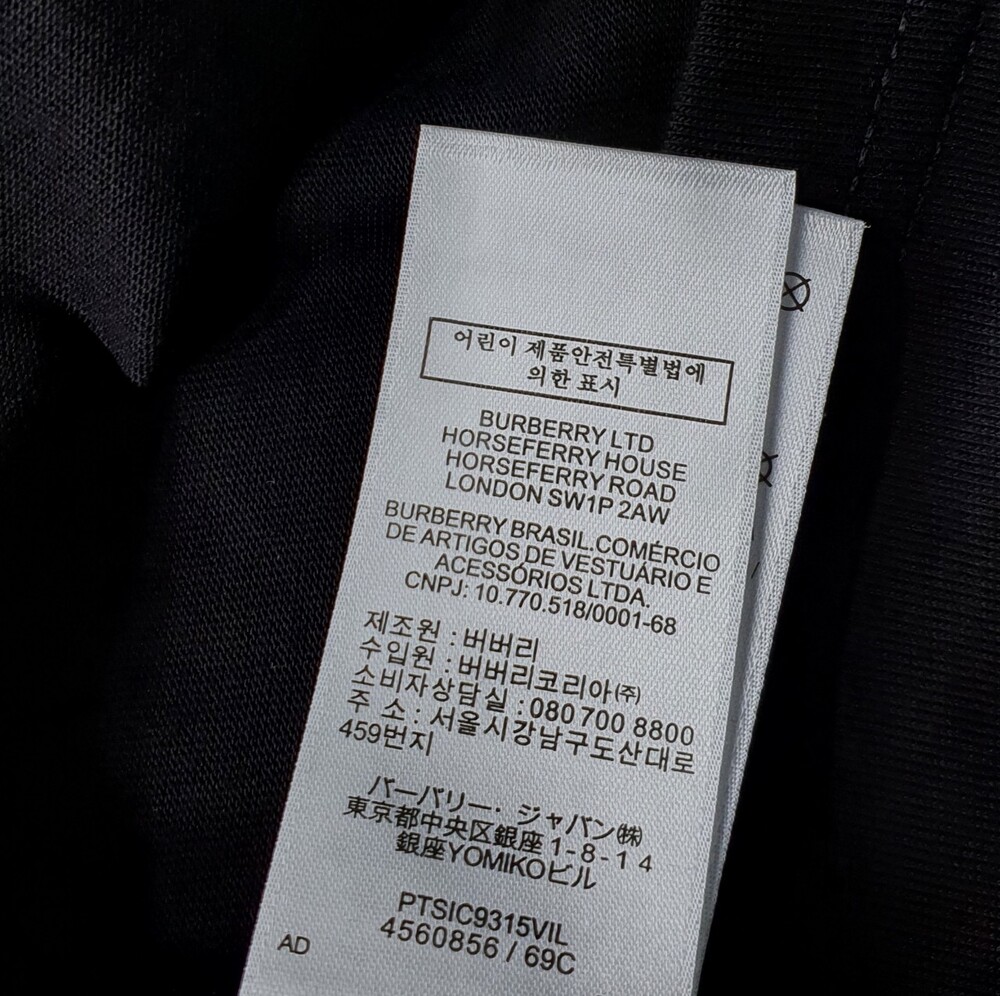 어린이 제품안전특별법에
의한 표시
BURBERRY LTD
HORSEFERRY HOUSE
HORSEFERRY ROAD
LONDON SW1P 2AW
BURBERRY BRASIL.COMÉRCIO
DE ARTIGOS DE VESTUÁRIO E
ACESSÓRIOS LTDA.
CNPJ: 10.770.518/0001-68
제조원 : 버버리
수입원 : 버버리코리아(주)
소비자상담실 : 080 700 8800
주 소 : 서울시강남구도산대로
459번지
バーバリー・ジャパン㈱
東京都中央区銀座 1-8-1 4
銀座YOMIKOビル
PTSIC9315VIL
4560856 / 69C
AD